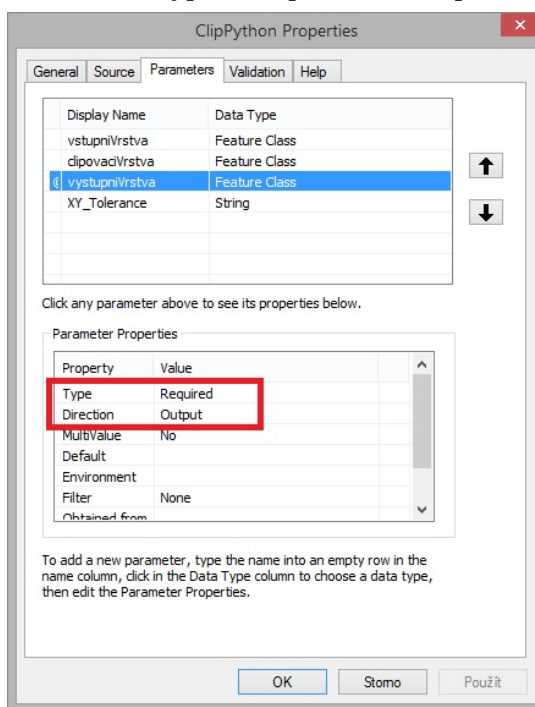 ClipPython Properties
General Source Parameters Validation Help
Display Name Data Type
vstupniVrstva Feature Class
clipovaciVrstva Feature Class
vystupniVrstva Feature Class
XY_Tolerance String
Click any parameter above to see its properties below.
Parameter Properties
Property Value
Type Required
Direction Output
MultiValue No
Default
Environment
Filter None
Obtained from
To add a new parameter, type the name into an empty row in the
name column, click in the Data Type column to choose a data type,
then edit the Parameter Properties.
OK Storno Použít